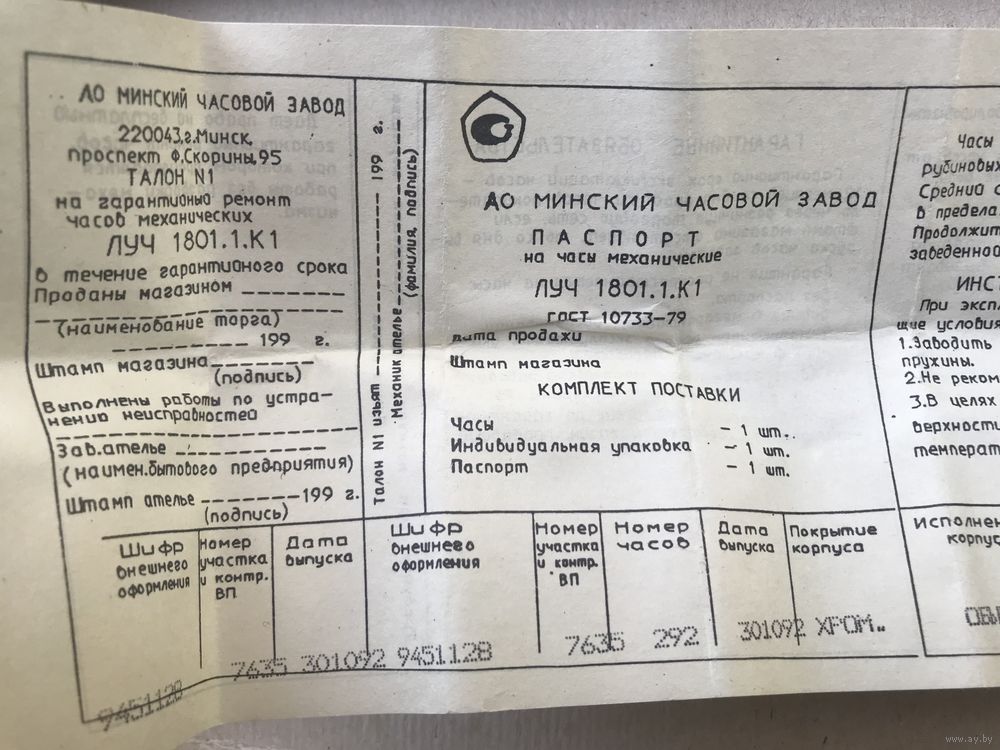 АО МИНСКИЙ ЧАСОВОЙ ЗАВОД
220043,г.Минск,
проспект Ф.Скорины,95
ТАЛОН N1
на гарантийный ремонт
часов механических
ЛУЧ 1801.1.К1
в течение гарантийного срока
Проданы магазином
(наименование торга)
199 г.
Штамп магазина
(подпись)
Выполнены работы по устра-
нению неисправностей
Зав.ателье
(наимен.бытового предприятия)
Штамп ателье 199 г.
(подпись)
Талон N1 изъят 199 г.
Механик ателье
(фамилия, подпись)
АО МИНСКИЙ ЧАСОВОЙ ЗАВОД
ПАСПОРТ
на часы механические
ЛУЧ 1801.1.К1
ГОСТ 10733-79
Дата продажи
Штамп магазина
КОМПЛЕКТ ПОСТАВКИ
Часы - 1 шт.
Индивидуальная упаковка - 1 шт.
Паспорт - 1 шт.
Часы
рубиновых
Средний с
в предела
Продолжит
заведенной
ИНСТ
При экспл
щие условия
1.Заводить
пружины.
2.Не реком
3.В целях
верхности
температ
Шифр внешнего оформления
Номер участка и контр. ВП
Дата выпуска
Шифр внешнего оформления
Номер участка и контр. ВП
Номер часов
Дата выпуска
Покрытие корпуса
Исполнен
корпус
9451128 7635 301092 9451128 7635 292 301092 ХРОМ..
ОБЫ
www.ay.by